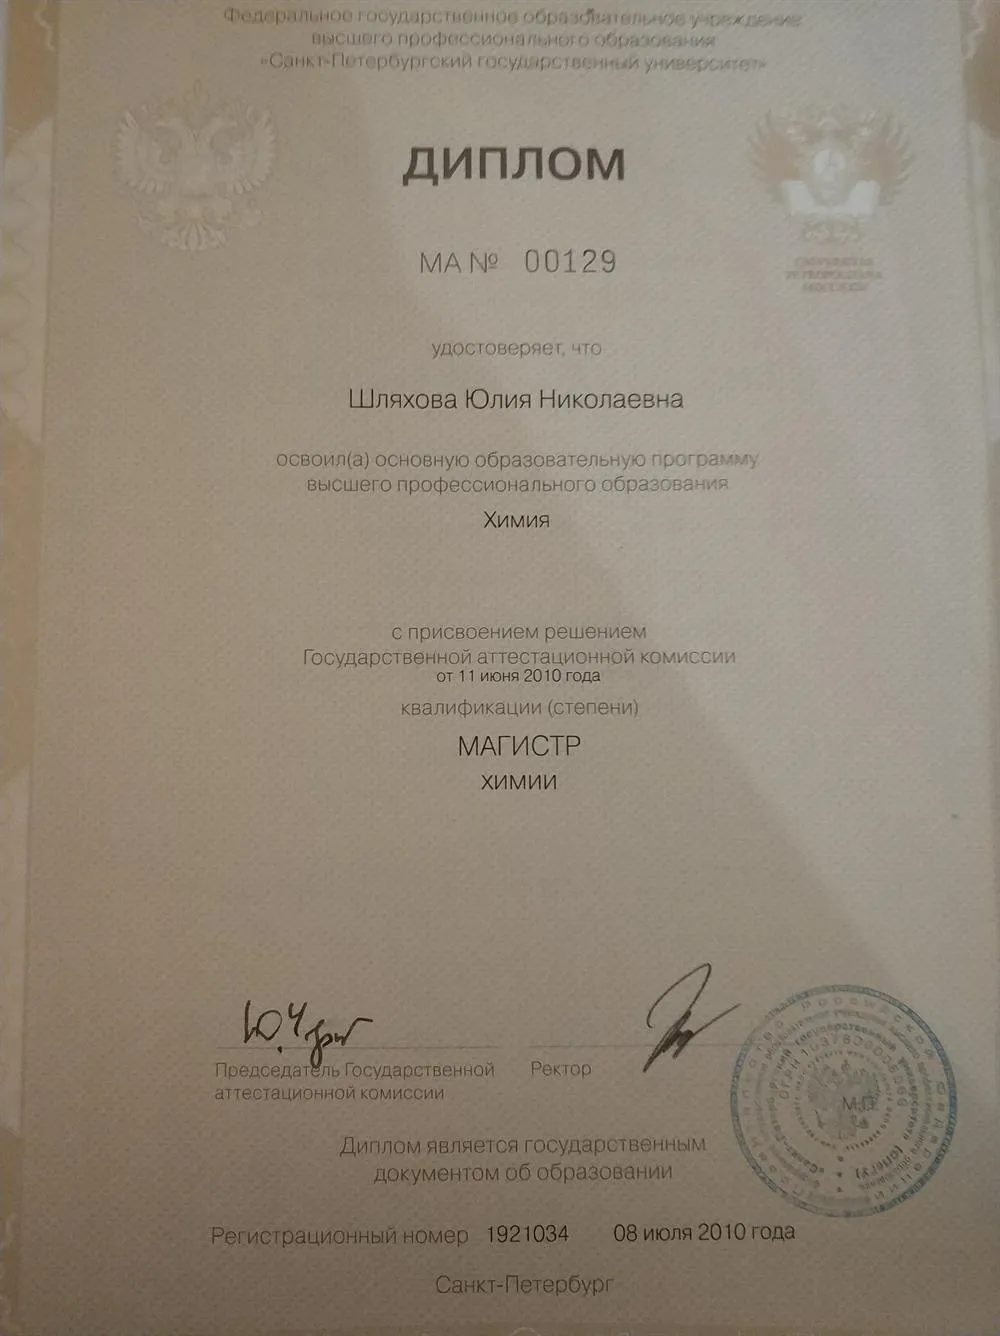 Федеральное государственное образовательное учреждение
высшего профессионального образования
«Санкт-Петербургский государственный университет»
ДИПЛОМ
МА № 00129
удостоверяет, что
Шляхова Юлия Николаевна
освоил(а) основную образовательную программу
высшего профессионального образования
Химия
с присвоением решением
Государственной аттестационной комиссии
от 11 июня 2010 года
квалификации (степени)
МАГИСТР
ХИМИИ
Председатель Государственной
аттестационной комиссии
Ректор
М.П.
Диплом является государственным
документом об образовании
Регистрационный номер 1921034 08 июля 2010 года
Санкт-Петербург